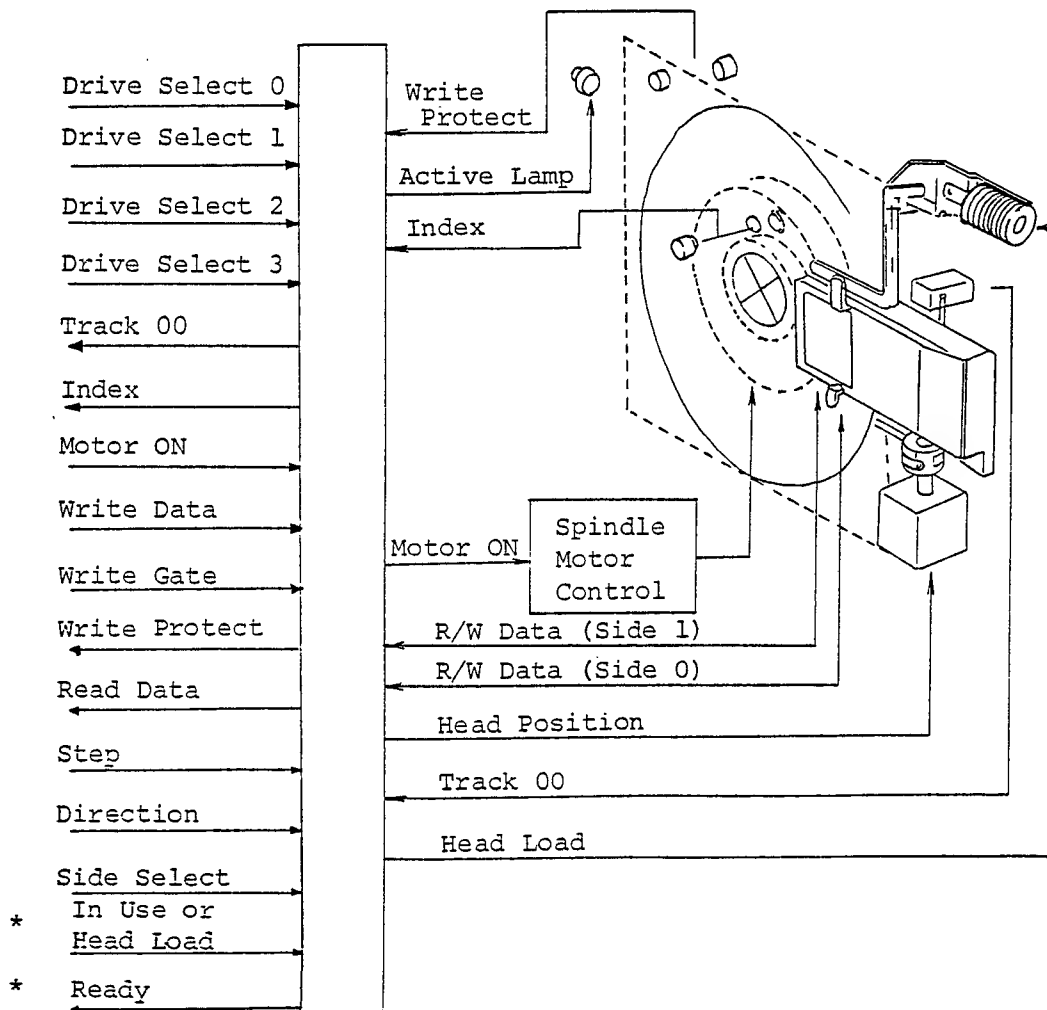 Drive Select 0
Drive Select 1
Drive Select 2
Drive Select 3
Track 00
Index
Motor ON
Write Data
Write Gate
Write Protect
Read Data
Step
Direction
Side Select
* In Use or
Head Load
* Ready
Write
Protect
Active Lamp
Index
Motor ON
Spindle
Motor
Control
R/W Data (Side 1)
R/W Data (Side 0)
Head Position
Track 00
Head Load